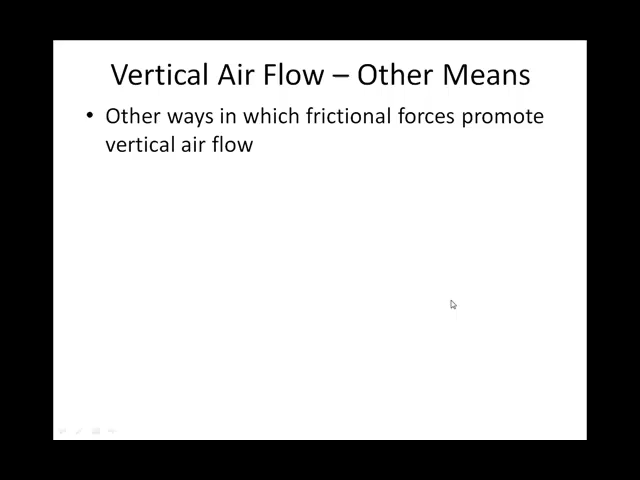 Vertical Air Flow – Other Means
• Other ways in which frictional forces promote
vertical air flow